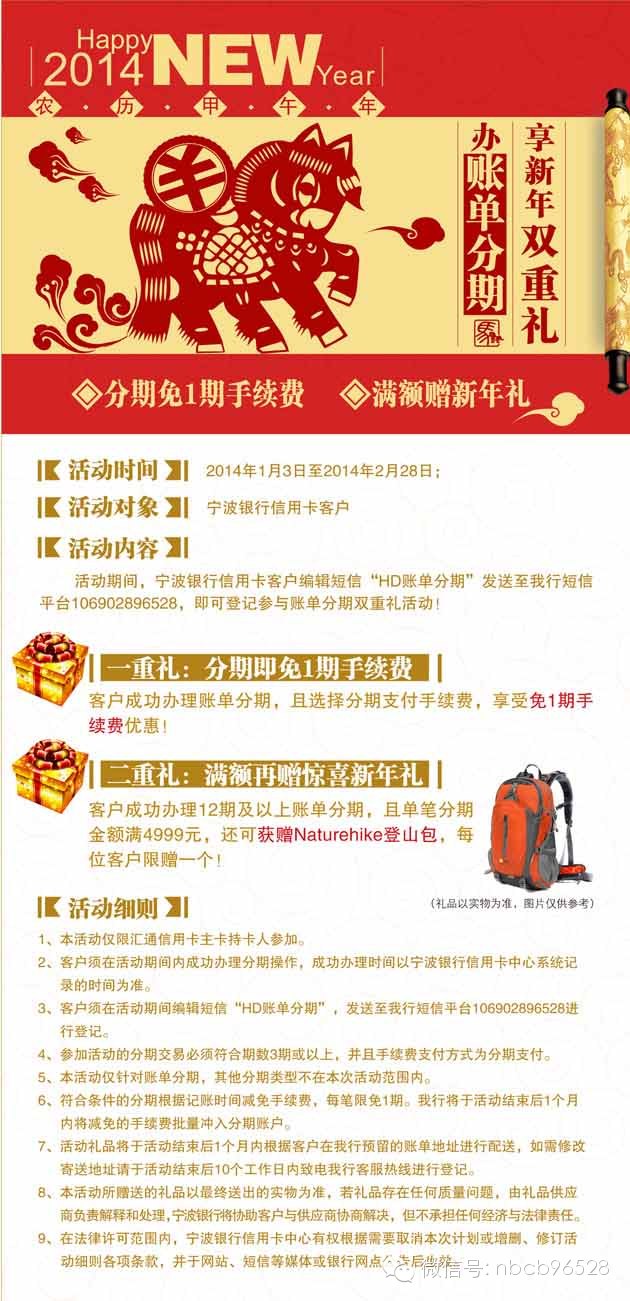 Happy
2014 NEW Year
农·历·甲·午·年
享新年双重礼
办账单分期
分期免1期手续费 满额赠新年礼
活动时间 2014年1月3日至2014年2月28日；
活动对象 宁波银行信用卡客户
活动内容
活动期间，宁波银行信用卡客户编辑短信“HD账单分期”发送至我行短信
平台106902896528，即可登记参与账单分期双重礼活动！
一重礼：分期即免1期手续费
客户成功办理账单分期，且选择分期支付手续费，享受免1期手
续费优惠！
二重礼：满额再赠惊喜新年礼
客户成功办理12期及以上账单分期，且单笔分期
金额满4999元，还可获赠Naturehike登山包，每
位客户限赠一个！
（礼品以实物为准，图片仅供参考）
活动细则
1、本活动仅限汇通信用卡主卡持卡人参加。
2、客户须在活动期间内成功办理分期操作，成功办理时间以宁波银行信用卡中心系统记
录的时间为准。
3、客户须在活动期间编辑短信“HD账单分期”，发送至我行短信平台106902896528进
行登记。
4、参加活动的分期交易必须符合期数3期或以上，并且手续费支付方式为分期支付。
5、本活动仅针对账单分期，其他分期类型不在本次活动范围内。
6、符合条件的分期根据记账时间减免手续费，每笔限免1期。我行将于活动结束后1个月
内将减免的手续费批量冲入分期账户。
7、活动礼品将于活动结束后1个月内根据客户在我行预留的账单地址进行配送，如需修改
寄送地址请于活动结束后10个工作日内致电我行客服热线进行登记。
8、本活动所赠送的礼品以最终送出的实物为准，若礼品存在任何质量问题，由礼品供应
商负责解释和处理，宁波银行将协助客户与供应商协商解决，但不承担任何经济与法律责任。
9、在法律许可范围内，宁波银行信用卡中心有权根据需要取消本次计划或增删、修订活
动细则各项条款，并于网站、短信等媒体或银行网点公告后生效。
微信号: nbcb96528